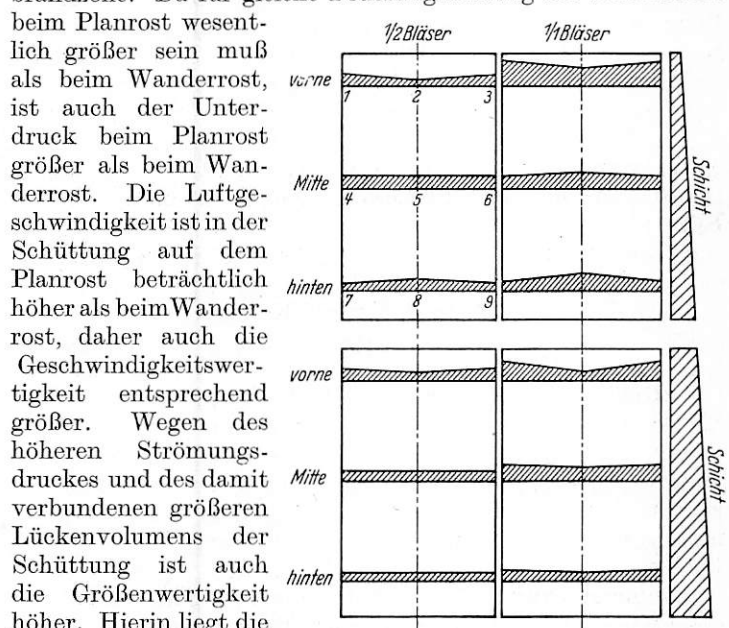 beim Planrost wesent-
lich größer sein muß
als beim Wanderrost,
ist auch der Unter-
druck beim Planrost
größer als beim Wan-
derrost. Die Luftge-
schwindigkeit ist in der
Schüttung auf dem
Planrost beträchtlich
höher als beim Wander-
rost, daher auch die
Geschwindigkeitswer-
tigkeit entsprechend
größer. Wegen des
höheren Strömungs-
druckes und des damit
verbundenen größeren
Lückenvolumens der
Schüttung ist auch
die Größenwertigkeit
höher. Hierin liegt die
1/2 Bläser 1/1 Bläser
vorne
1 2 3
Mitte
4 5 6
hinten
7 8 9
Schicht
vorne
Mitte
hinten
Schicht